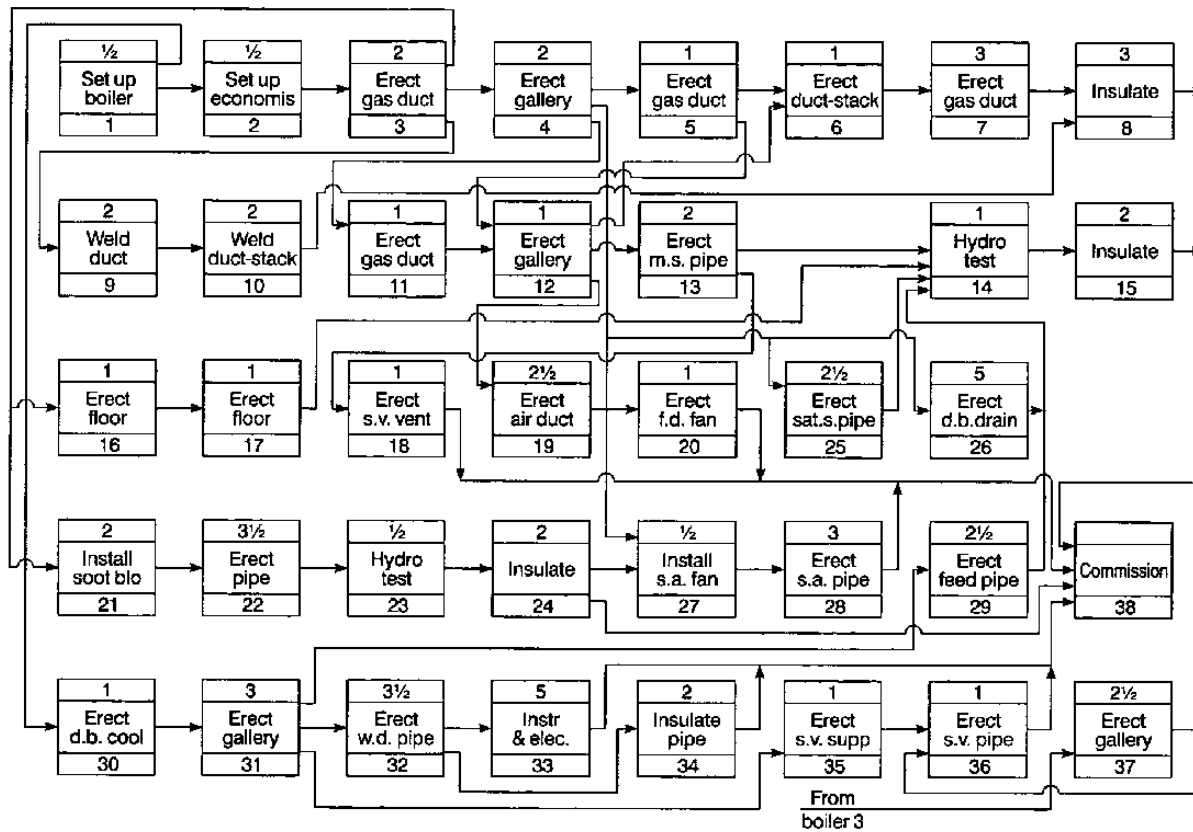 ½
Set up
boiler
1
½
Set up
economis
2
2
Erect
gas duct
3
2
Erect
gallery
4
1
Erect
gas duct
5
1
Erect
duct-stack
6
3
Erect
gas duct
7
3
Insulate
8
2
Weld
duct
9
2
Weld
duct-stack
10
1
Erect
gas duct
11
1
Erect
gallery
12
2
Erect
m.s. pipe
13
1
Hydro
test
14
2
Insulate
15
1
Erect
floor
16
1
Erect
floor
17
1
Erect
s.v. vent
18
2½
Erect
air duct
19
1
Erect
f.d. fan
20
2½
Erect
sat.s.pipe
25
5
Erect
d.b.drain
26
2
Install
soot blo
21
3½
Erect
pipe
22
½
Hydro
test
23
2
Insulate
24
½
Install
s.a. fan
27
3
Erect
s.a. pipe
28
2½
Erect
feed pipe
29
Commission
38
1
Erect
d.b. cool
30
3
Erect
gallery
31
3½
Erect
w.d. pipe
32
5
Instr
& elec.
33
2
Insulate
pipe
34
1
Erect
s.v. supp
35
1
Erect
s.v. pipe
36
2½
Erect
gallery
37
From
boiler 3